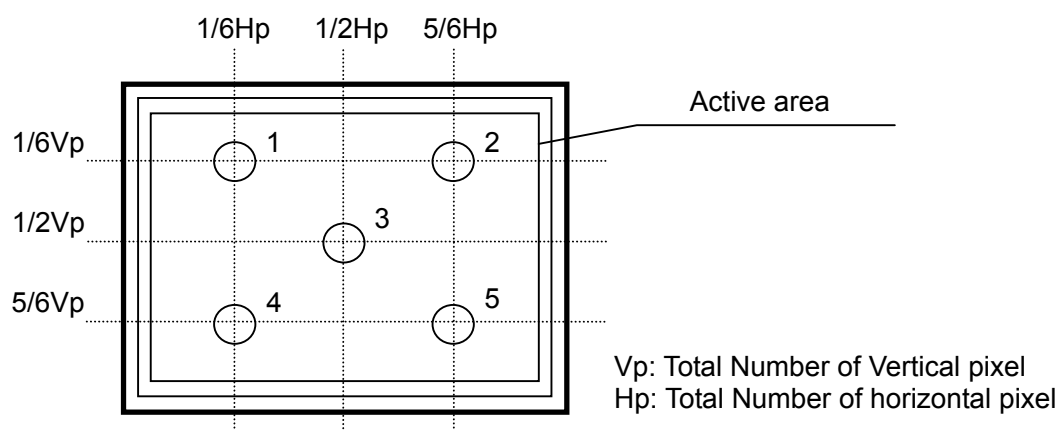 1/6Hp 1/2Hp 5/6Hp
Active area
1/6Vp 1 2
1/2Vp 3
5/6Vp 4 5
Vp: Total Number of Vertical pixel
Hp: Total Number of horizontal pixel